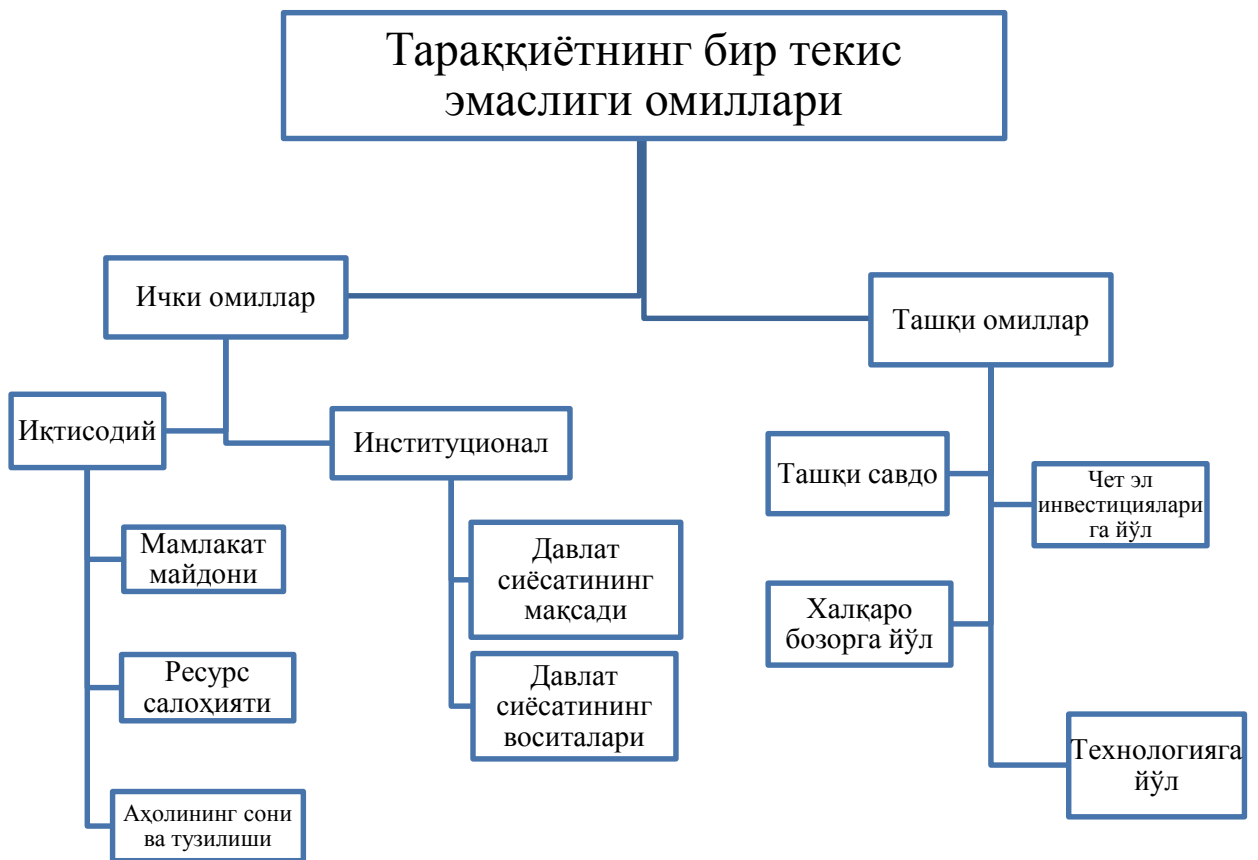 Тараққиётнинг бир текис
эмаслиги омиллари
Ички омиллар
Ташқи омиллар
Иқтисодий
Институционал
Ташқи савдо
Чет эл
инвестициялари
га йўл
Мамлакат
майдони
Давлат
сиёсатининг
мақсади
Халқаро
бозорга йўл
Ресурс
салоҳияти
Давлат
сиёсатининг
воситалари
Технологияга
йўл
Аҳолининг сони
ва тузилиши